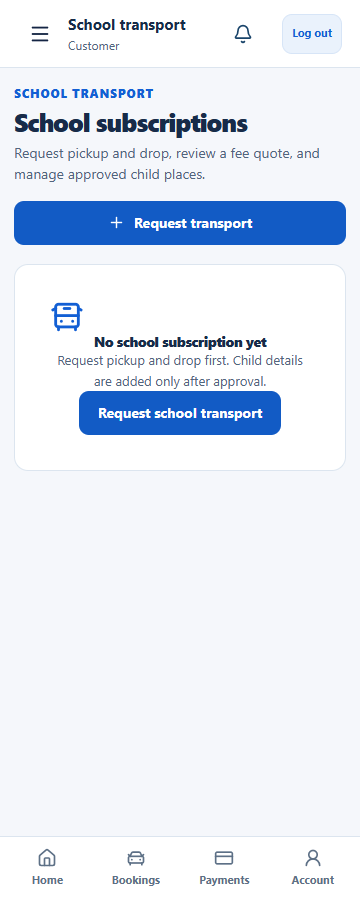 School transport
Customer
Log out
SCHOOL TRANSPORT
School subscriptions
Request pickup and drop, review a fee quote, and
manage approved child places.
Request transport
No school subscription yet
Request pickup and drop first. Child details
are added only after approval.
Request school transport
Home
Bookings
Payments
Account